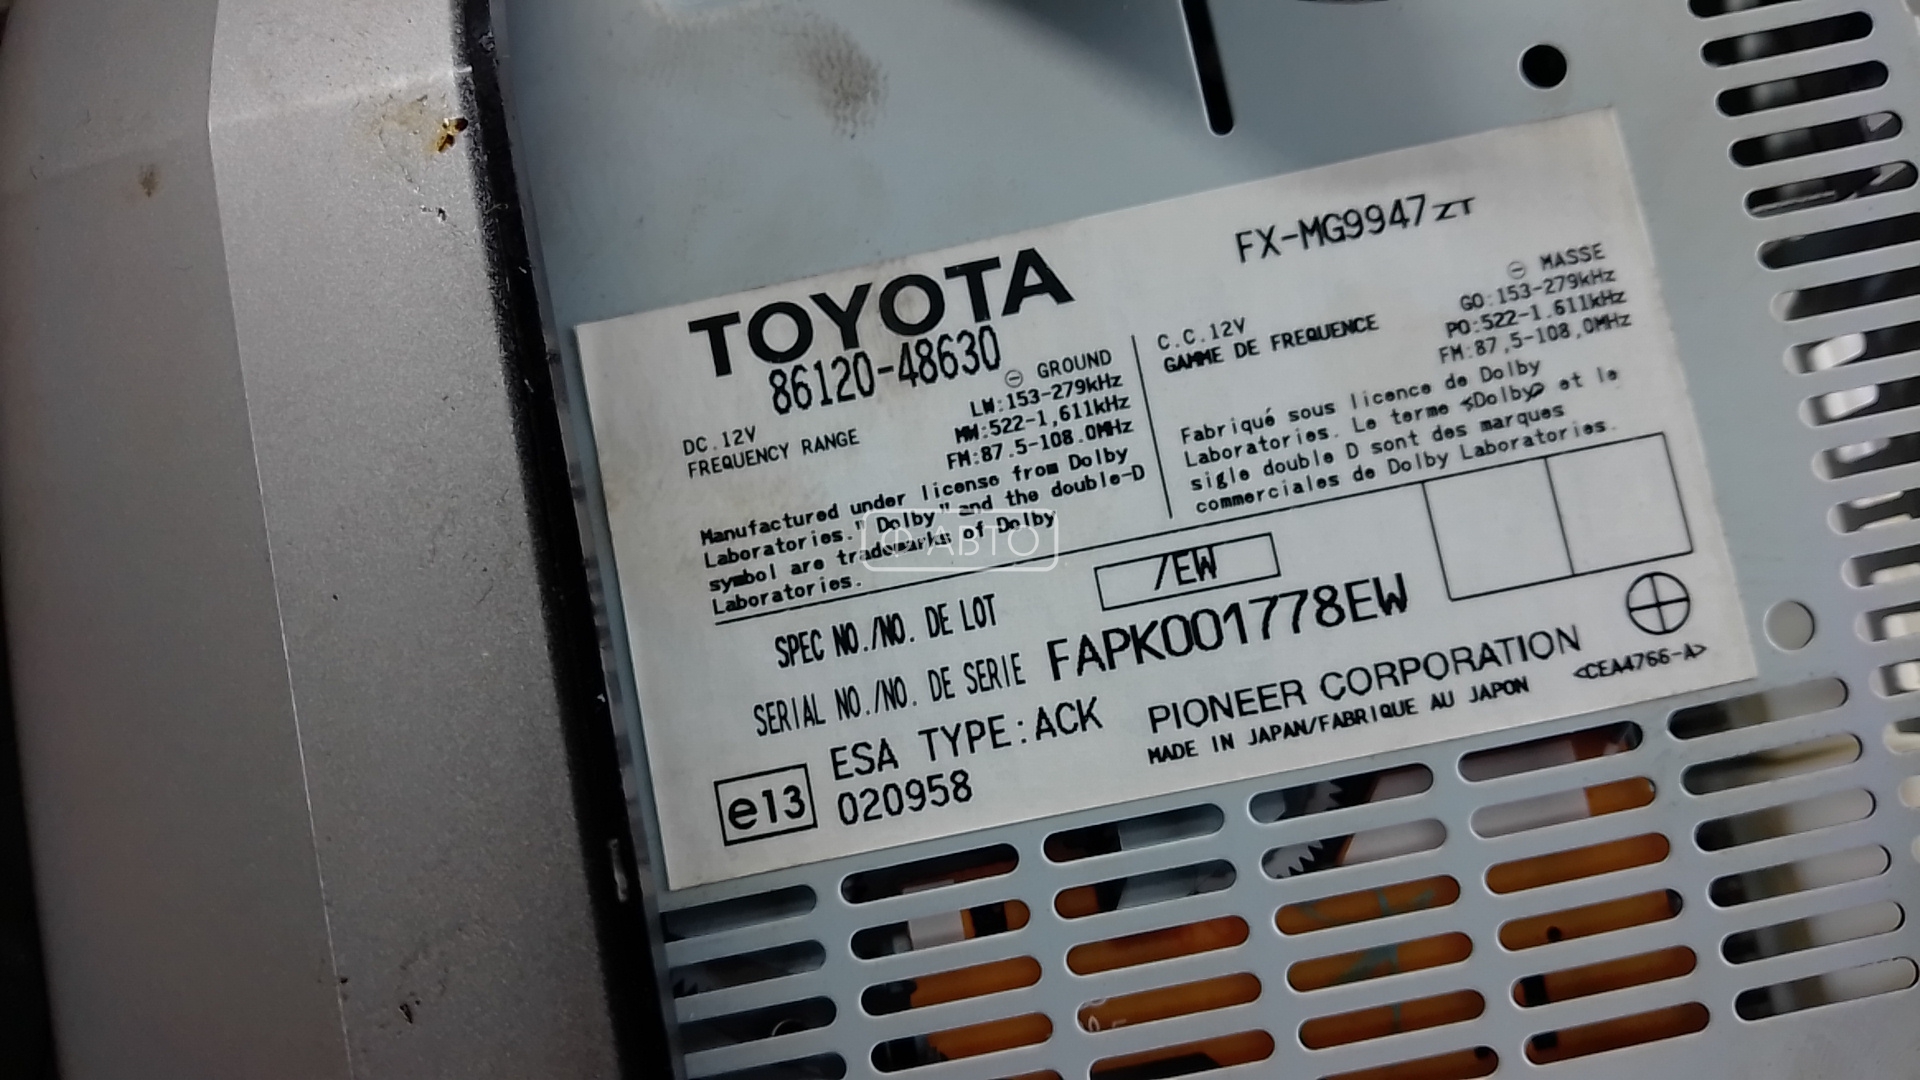 FX-MG9947ZT
TOYOTA
86120-48630
DC.12V
⊖ GROUND
FREQUENCY RANGE
LW:153-279kHz
MW:522-1,611kHz
FM:87.5-108.0MHz
Manufactured under license from Dolby
Laboratories."Dolby"and the double-D
symbol are trademarks of Dolby
Laboratories.
C.C.12V
⊖ MASSE
GAMME DE FREQUENCE
GO:153-279kHz
PO:522-1.611kHz
FM:87,5-108,0MHz
Fabriqué sous licence de Dolby
Laboratories. Le terme «Dolby» et le
sigle double D sont des marques
commerciales de Dolby Laboratories.
Ф АВТО
SPEC NO./NO. DE LOT
/EW
SERIAL NO./NO. DE SERIE FAPK001778EW
e13
ESA TYPE:ACK
020958
PIONEER CORPORATION
MADE IN JAPAN/FABRIQUE AU JAPON
<CEA4766-A>